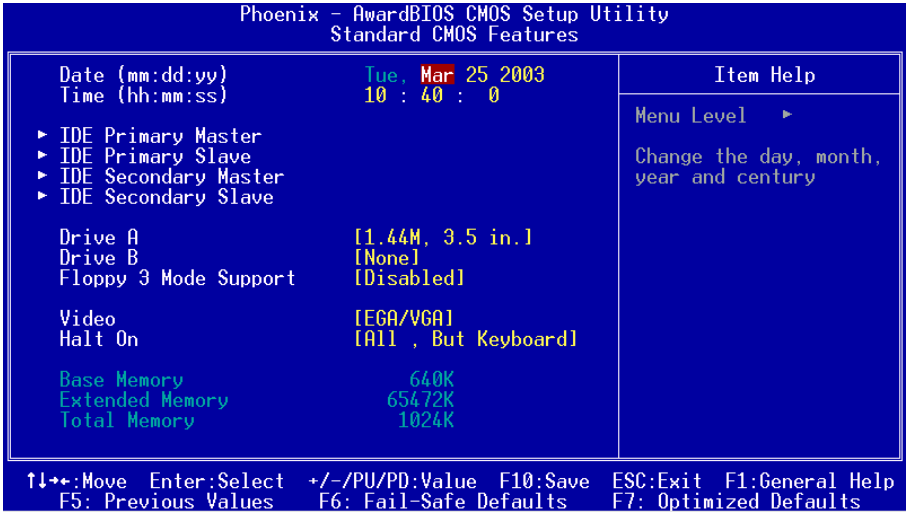 Phoenix - AwardBIOS CMOS Setup Utility
Standard CMOS Features
Date (mm:dd:yy) Tue, Mar 25 2003
Time (hh:mm:ss) 10 : 40 : 0
IDE Primary Master
IDE Primary Slave
IDE Secondary Master
IDE Secondary Slave
Drive A [1.44M, 3.5 in.]
Drive B [None]
Floppy 3 Mode Support [Disabled]
Video [EGA/VGA]
Halt On [All , But Keyboard]
Base Memory 640K
Extended Memory 65472K
Total Memory 1024K
Item Help
Menu Level ►
Change the day, month,
year and century
↑↓→←:Move Enter:Select +/-/PU/PD:Value F10:Save ESC:Exit F1:General Help
F5: Previous Values F6: Fail-Safe Defaults F7: Optimized Defaults